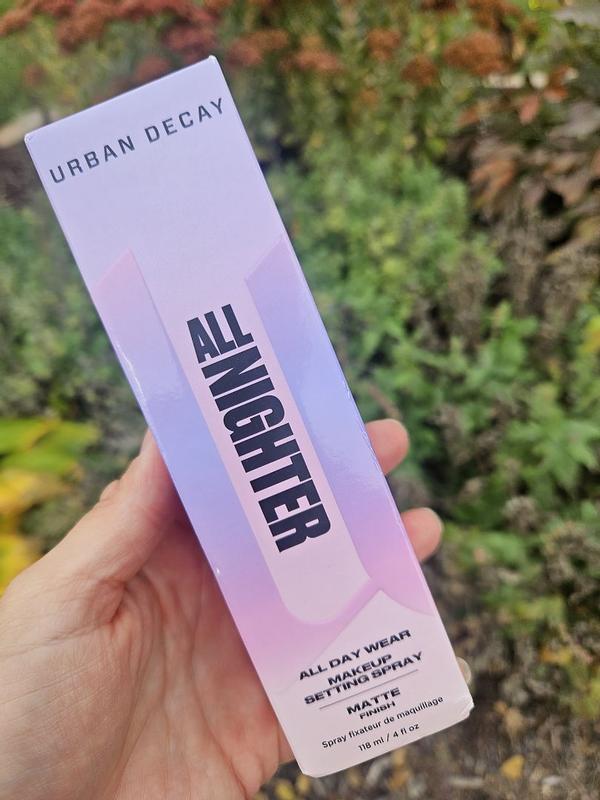 URBAN DECAY
ALL
NIGHTER
ALL DAY WEAR
MAKEUP
SETTING SPRAY
MATTE
FINISH
Spray fixateur de maquillage
118 ml / 4 fl oz